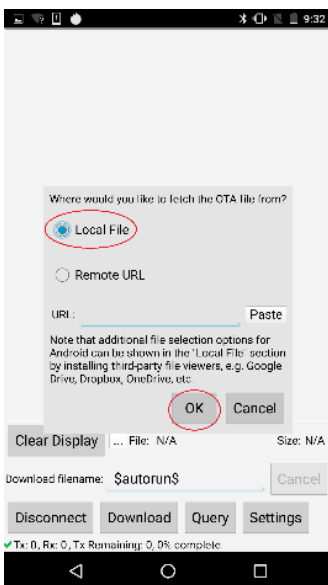 9:32
Where would you like to fetch the OTA file from?
Local File
Remote URL
URL:
Paste
Note that additional file selection options for
Android can be shown in the 'Local File' section
by installing third-party file viewers, e.g. Google
Drive, Dropbox, OneDrive, etc.
OK Cancel
Clear Display ... File: N/A Size: N/A
Download filename: $autorun$ Cancel
Disconnect Download Query Settings
Tx: 0, Rx: 0, Tx Remaining: 0, 0% complete